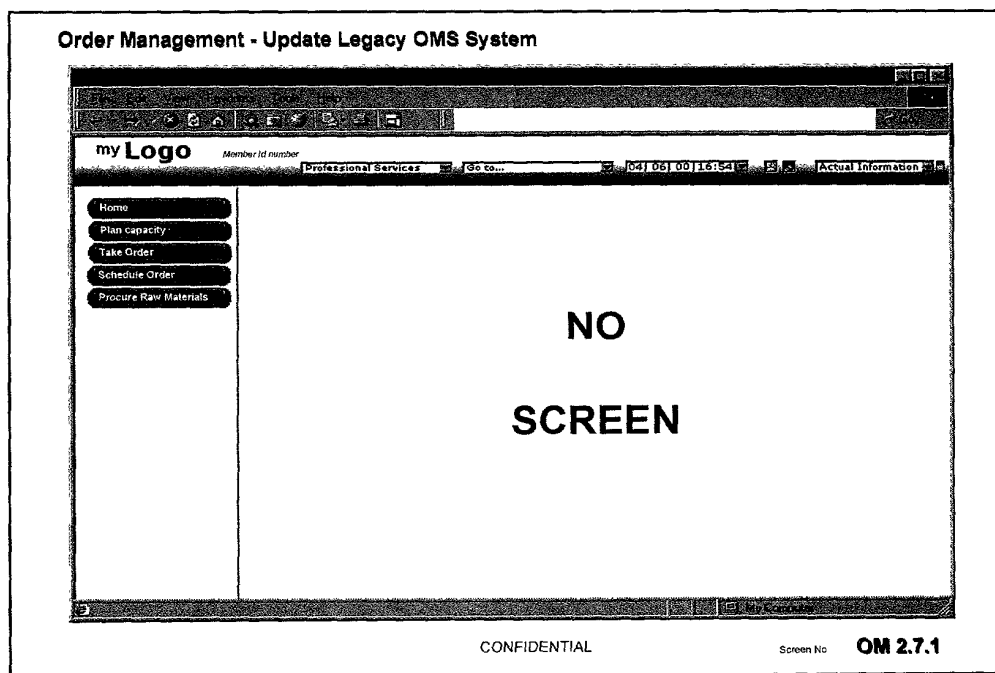 Order Management - Update Legacy OMS System
my Logo
Member Id number
Professional Services Go to... 04| 06| 00|16:54 Actual Information
Home
Plan capacity
Take Order
Schedule Order
Procure Raw Materials
NO
SCREEN
My Computer
CONFIDENTIAL
Screen No OM 2.7.1